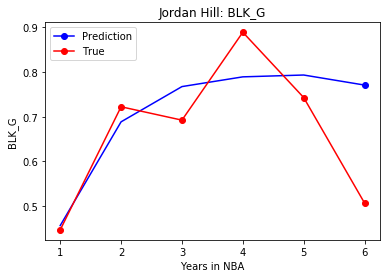 Jordan Hill: BLK_G
Prediction
True
BLK_G
0.9
0.8
0.7
0.6
0.5
1 2 3 4 5 6
Years in NBA